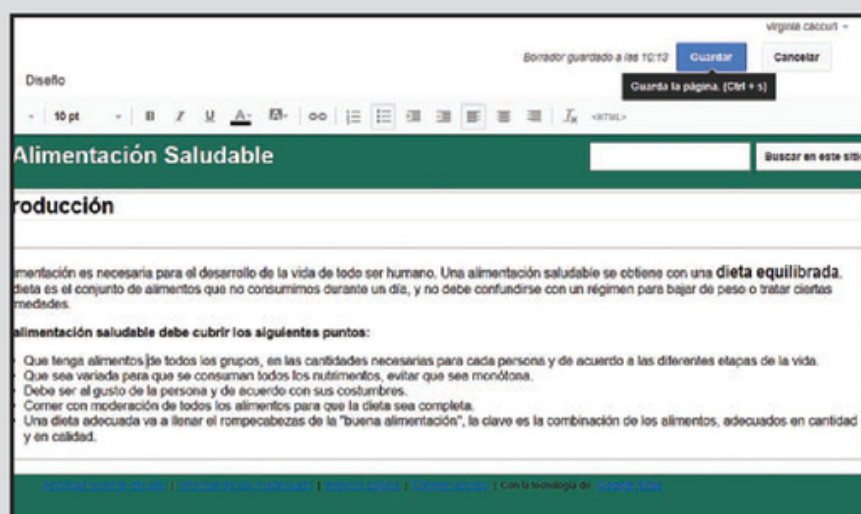 virginia caccuri
Borrador guardado a las 10:13 Guardar Cancelar
Guarda la página. (Ctrl + s)
Diseño
10 pt B I U A <HTML>
Alimentación Saludable Buscar en este siti
roducción
mentación es necesaria para el desarrollo de la vida de todo ser humano. Una alimentación saludable se obtiene con una dieta equilibrada.
dieta es el conjunto de alimentos que no consumimos durante un día, y no debe confundirse con un régimen para bajar de peso o tratar ciertas
medades.
alimentación saludable debe cubrir los siguientes puntos:
Que tenga alimentos de todos los grupos, en las cantidades necesarias para cada persona y de acuerdo a las diferentes etapas de la vida.
Que sea variada para que se consuman todos los nutrimentos, evitar que sea monótona.
Debe ser al gusto de la persona y de acuerdo con sus costumbres.
Comer con moderación de todos los alimentos para que la dieta sea completa.
Una dieta adecuada va a llenar el rompecabezas de la "buena alimentación", la clave es la combinación de los alimentos, adecuados en cantidad
y en calidad.
| | | | Con la tecnología de